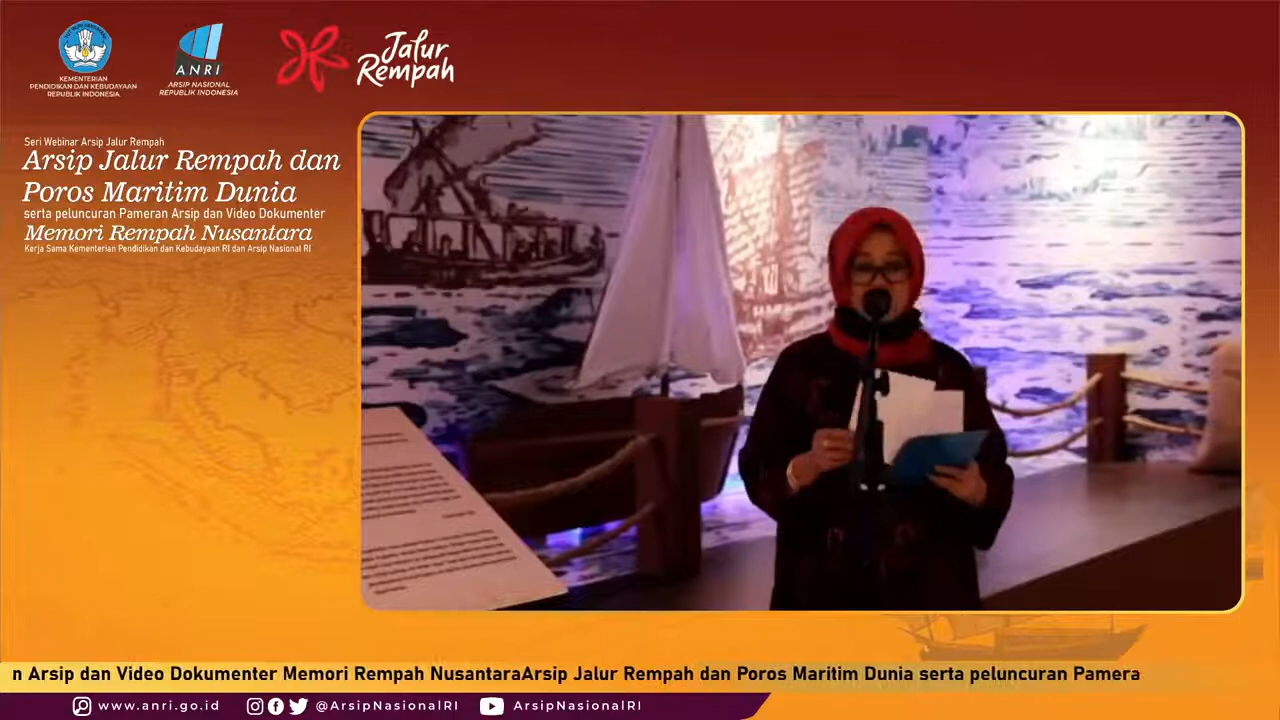 KEMENTERIAN
PENDIDIKAN DAN KEBUDAYAAN
REPUBLIK INDONESIA
ANRI
ARSIP NASIONAL
REPUBLIK INDONESIA
Jalur
Rempah
Seri Webinar Arsip Jalur Rempah
Arsip Jalur Rempah dan
Poros Maritim Dunia
serta peluncuran Pameran Arsip dan Video Dokumenter
Memori Rempah Nusantara
Kerja Sama Kementerian Pendidikan dan Kebudayaan RI dan Arsip Nasional RI
n Arsip dan Video Dokumenter Memori Rempah NusantaraArsip Jalur Rempah dan Poros Maritim Dunia serta peluncuran Pamera
www.anri.go.id @ArsipNasionalRI ArsipNasionalRI